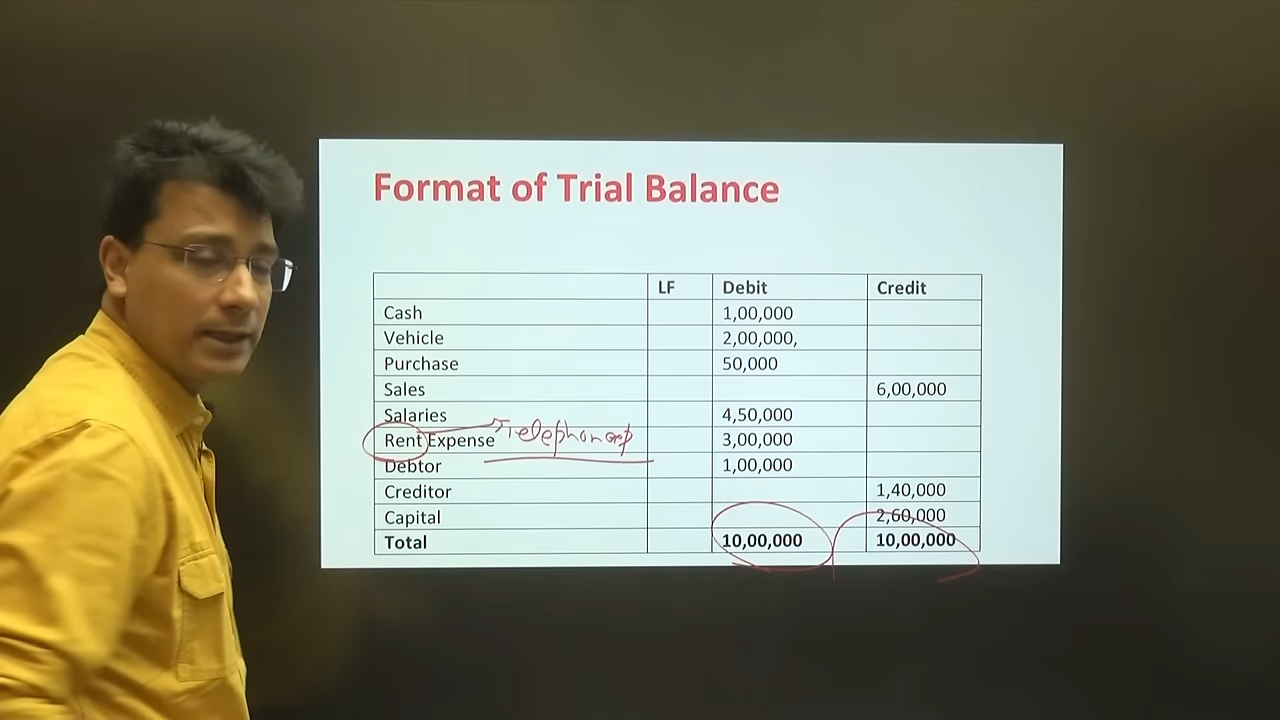 Format of Trial Balance
LF Debit Credit
Cash 1,00,000
Vehicle 2,00,000,
Purchase 50,000
Sales 6,00,000
Salaries 4,50,000
Rent Expense Telephone exp 3,00,000
Debtor 1,00,000
Creditor 1,40,000
Capital 2,60,000
Total 10,00,000 10,00,000